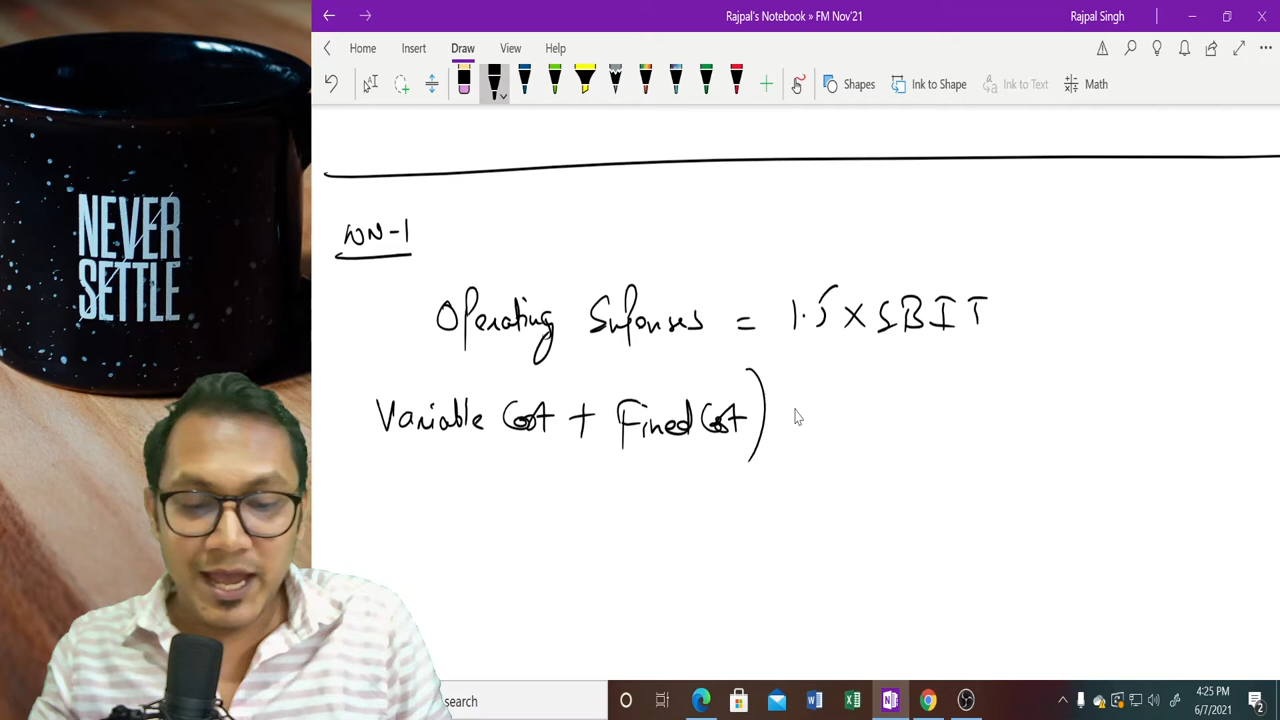 Rajpal's Notebook » FM Nov'21
Rajpal Singh
Home Insert Draw View Help
Shapes Ink to Shape Ink to Text Math
NEVER
SETTLE
WN-1
Operating Expenses = 1.5 X EBIT
Variable Cost + Fixed Cost)
search
4:25 PM
6/7/2021
2